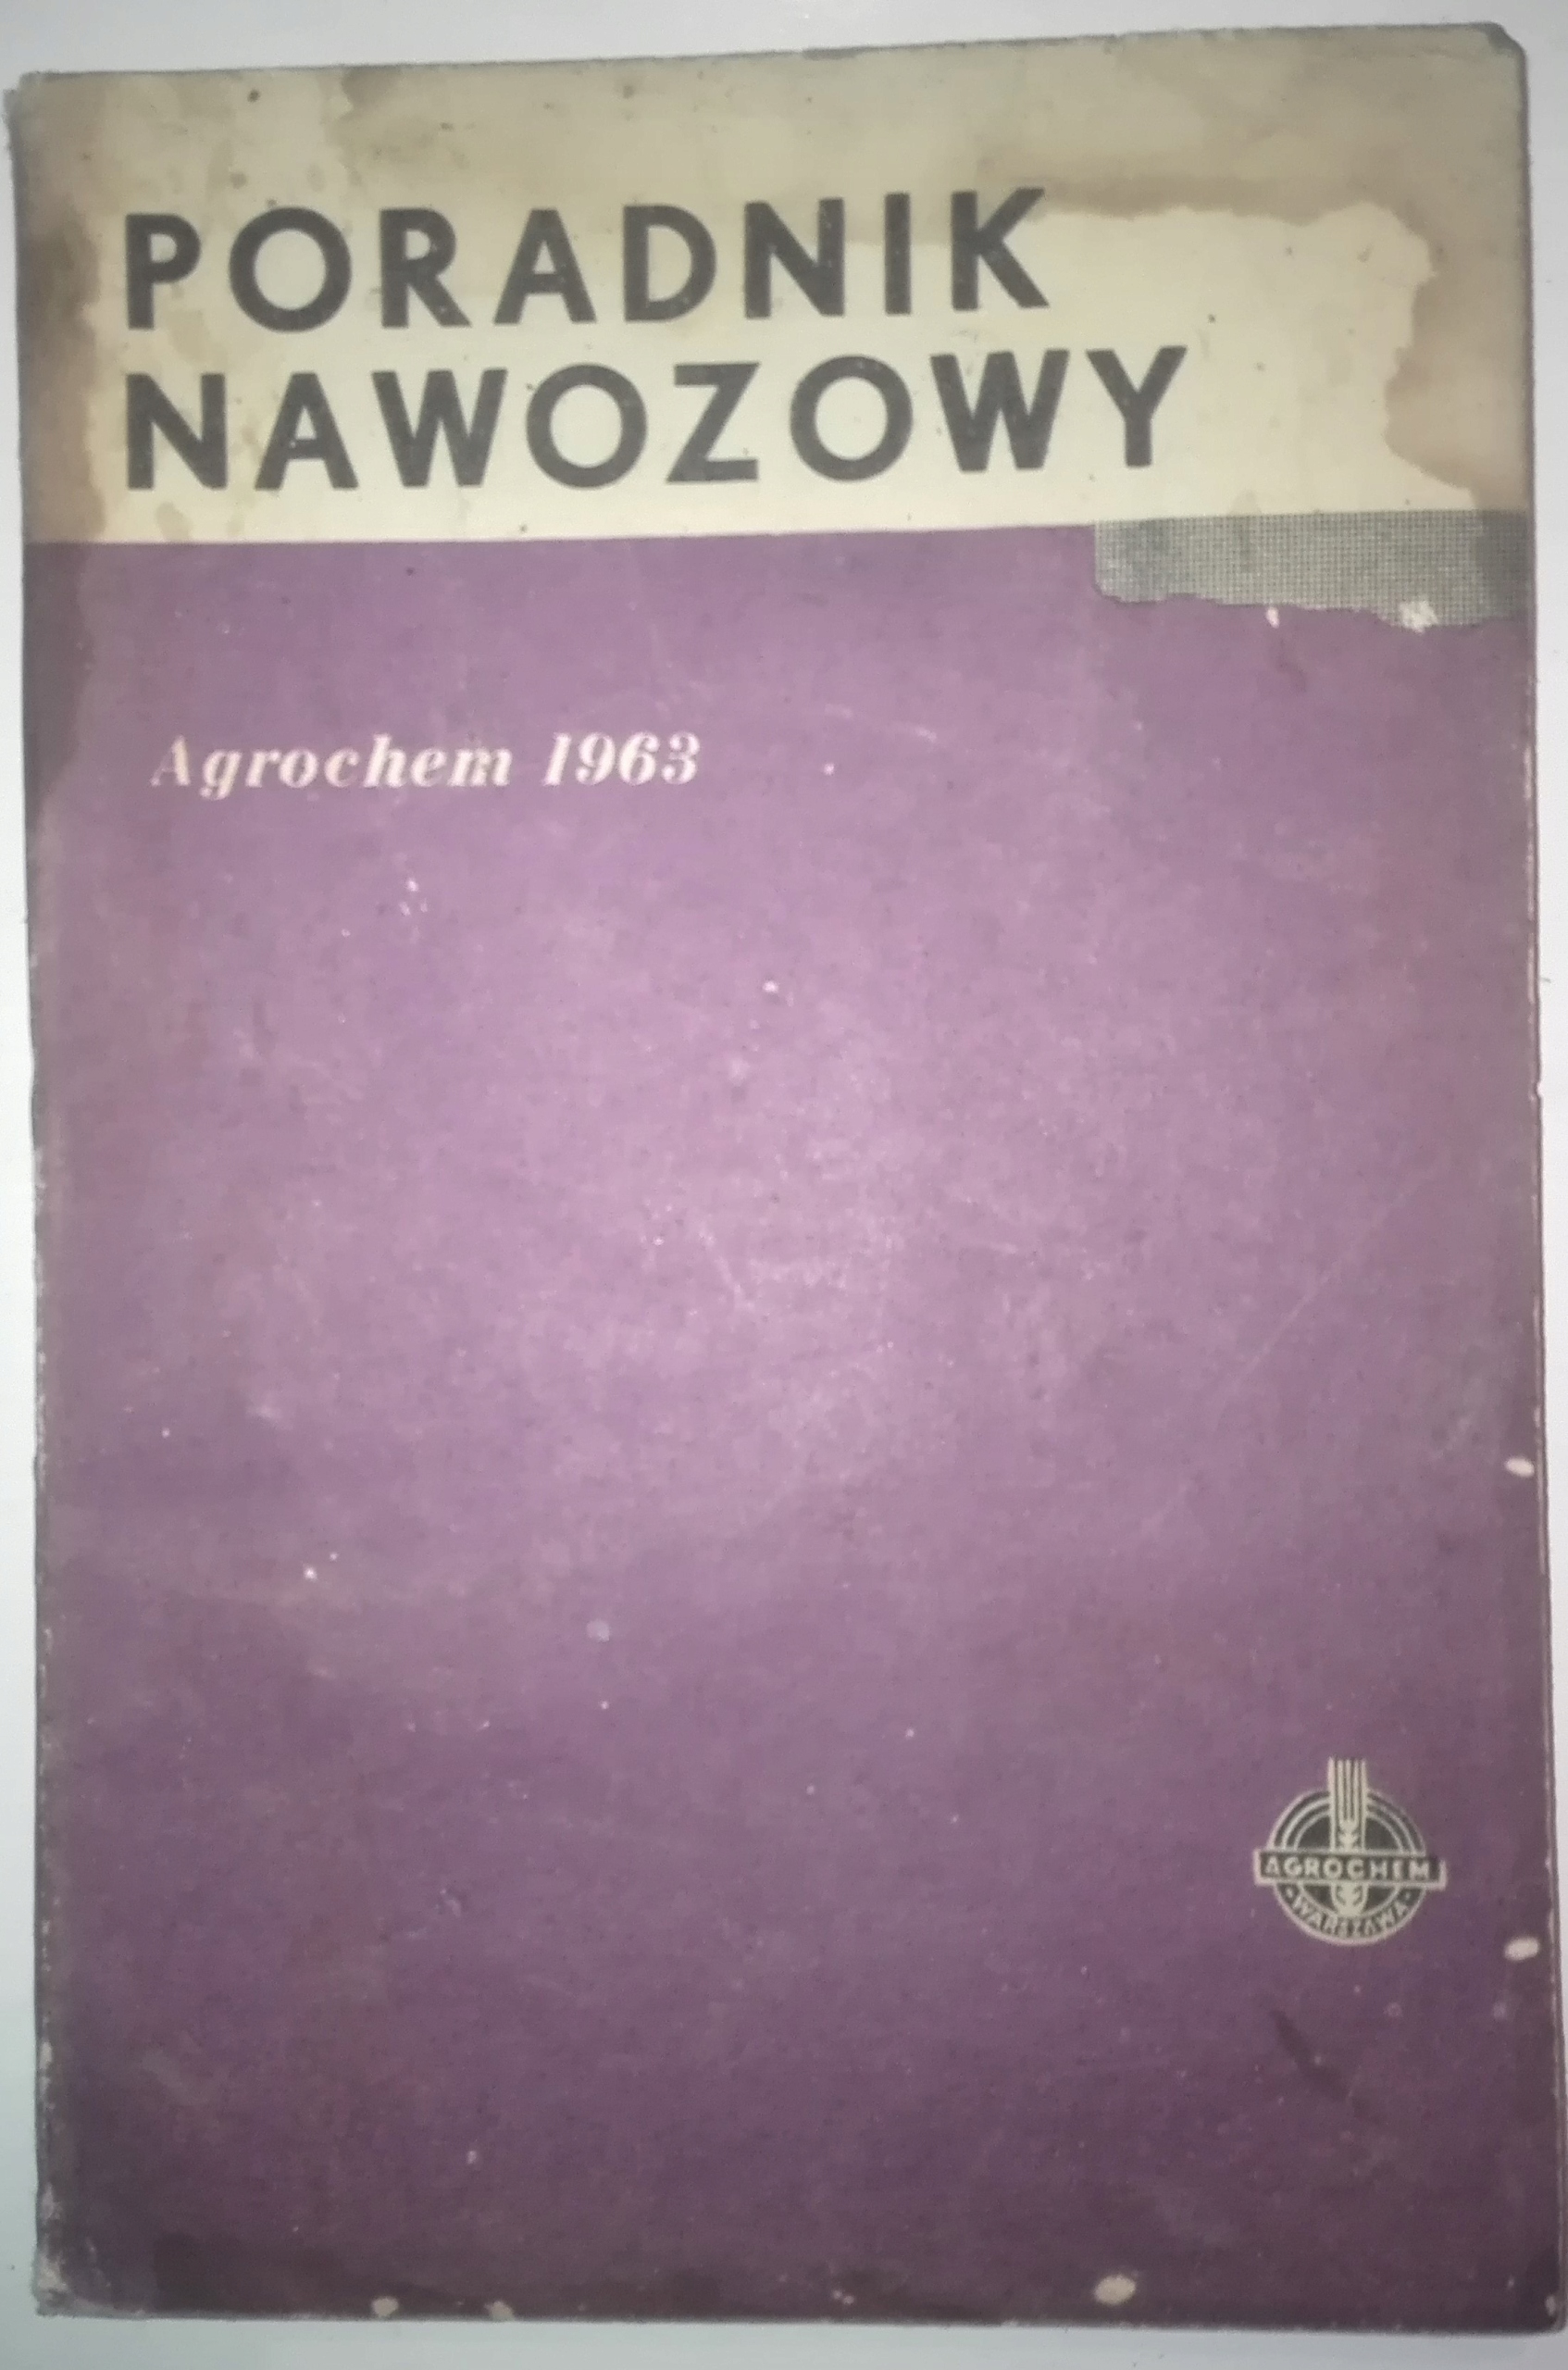 PORADNIK
NAWOZOWY
Agrochem 1963
AGROCHEM
WARSZAWA